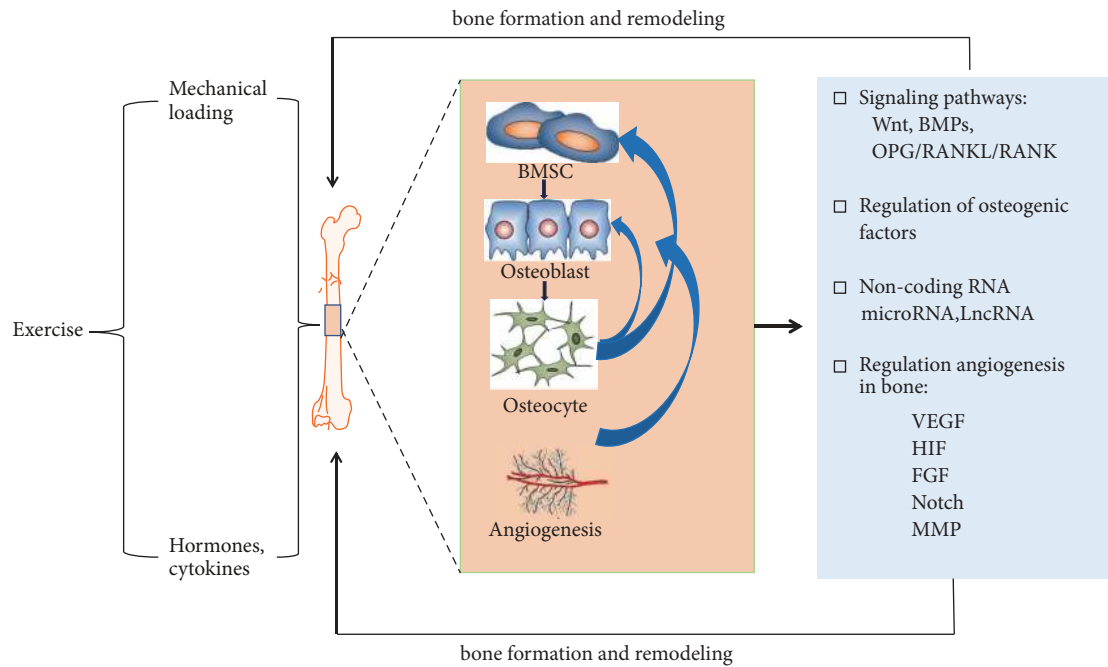 bone formation and remodeling
Mechanical
loading
Exercise
Hormones,
cytokines
BMSC
Osteoblast
Osteocyte
Angiogenesis
Signaling pathways:
Wnt, BMPs,
OPG/RANKL/RANK
Regulation of osteogenic
factors
Non-coding RNA
microRNA,LncRNA
Regulation angiogenesis
in bone:
VEGF
HIF
FGF
Notch
MMP
bone formation and remodeling